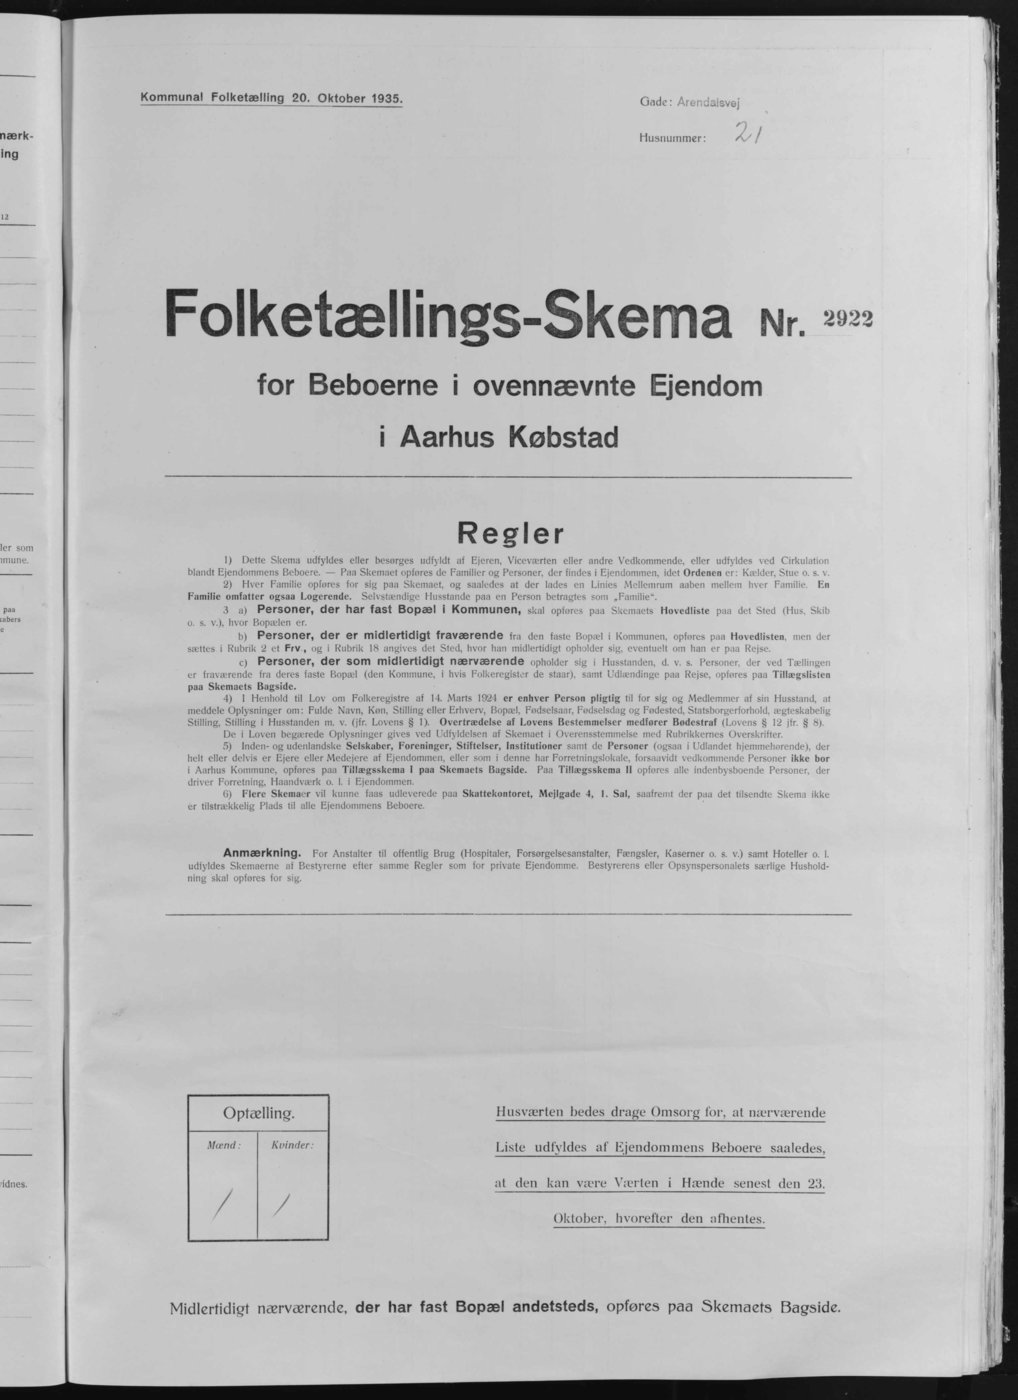 Kommunal Folketælling 20. Oktober 1935.
Gade: Arendalsvej
Husnummer: 21
Folketællings-Skema Nr. 2922
for Beboerne i ovennævnte Ejendom
i Aarhus Købstad
Regler
1) Dette Skema udfyldes eller besørges udfyldt af Ejeren, Viceværten eller andre Vedkommende, eller udfyldes ved Cirkulation
blandt Ejendommens Beboere. — Paa Skemaet opføres de Familier og Personer, der findes i Ejendommen, idet Ordenen er: Kælder, Stue o. s. v.
2) Hver Familie opføres for sig paa Skemaet, og saaledes at der lades en Linies Mellemrum aaben mellem hver Familie. En
Familie omfatter ogsaa Logerende. Selvstændige Husstande paa en Person betragtes som „Familie“.
3 a) Personer, der har fast Bopæl i Kommunen, skal opføres paa Skemaets Hovedliste paa det Sted (Hus, Skib
o. s. v.), hvor Bopælen er.
b) Personer, der er midlertidigt fraværende fra den faste Bopæl i Kommunen, opføres paa Hovedlisten, men der
sættes i Rubrik 2 et Frv., og i Rubrik 18 angives det Sted, hvor han midlertidigt opholder sig, eventuelt om han er paa Rejse.
c) Personer, der som midlertidigt nærværende opholder sig i Husstanden, d. v. s. Personer, der ved Tællingen
er fraværende fra deres faste Bopæl (den Kommune, i hvis Folkeregister de staar), samt Udlændinge paa Rejse, opføres paa Tillægslisten
paa Skemaets Bagside.
4) I Henhold til Lov om Folkeregistre af 14. Marts 1924 er enhver Person pligtig til for sig og Medlemmer af sin Husstand, at
meddele Oplysninger om: Fulde Navn, Køn, Stilling eller Erhverv, Bopæl, Fødselsaar, Fødselsdag og Fødested, Statsborgerforhold, ægteskabelig
Stilling, Stilling i Husstanden m. v. (jfr. Lovens § 1). Overtrædelse af Lovens Bestemmelser medfører Bødestraf (Lovens § 12 jfr. § 8).
De i Loven begærede Oplysninger gives ved Udfyldelsen af Skemaet i Overensstemmelse med Rubrikkernes Overskrifter.
5) Inden- og udenlandske Selskaber, Foreninger, Stiftelser, Institutioner samt de Personer (ogsaa i Udlandet hjemmehørende), der
helt eller delvis er Ejere eller Medejere af Ejendommen, eller som i denne har Forretningslokale, forsaavidt vedkommende Personer ikke bor
i Aarhus Kommune, opføres paa Tillægsskema I paa Skemaets Bagside. Paa Tillægsskema II opføres alle indenbysboende Personer, der
driver Forretning, Haandværk o. l. i Ejendommen.
6) Flere Skemaer vil kunne faas udleverede paa Skattekontoret, Mejlgade 4, 1. Sal, saafremt der paa det tilsendte Skema ikke
er tilstrækkelig Plads til alle Ejendommens Beboere.
Anmærkning. For Anstalter til offentlig Brug (Hospitaler, Forsørgelsesanstalter, Fængsler, Kaserner o. s. v.) samt Hoteller o. l.
udfyldes Skemaerne af Bestyrerne efter samme Regler som for private Ejendomme. Bestyrerens eller Opsynspersonalets særlige Hushold-
ning skal opføres for sig.
Optælling.
Mænd: Kvinder:
1 1
Husværten bedes drage Omsorg for, at nærværende
Liste udfyldes af Ejendommens Beboere saaledes,
at den kan være Værten i Hænde senest den 23.
Oktober, hvorefter den afhentes.
Midlertidigt nærværende, der har fast Bopæl andetsteds, opføres paa Skemaets Bagside.